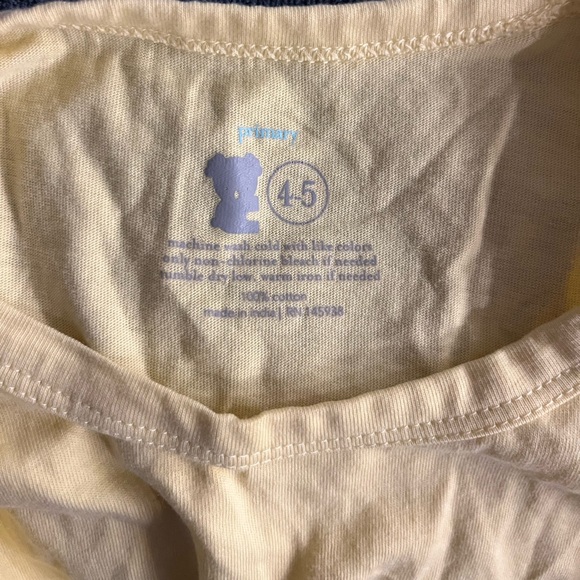 primary
4-5
machine wash cold with like colors
only non-chlorine bleach if needed
tumble dry low, warm iron if needed
100% cotton
made in india | RN 145938